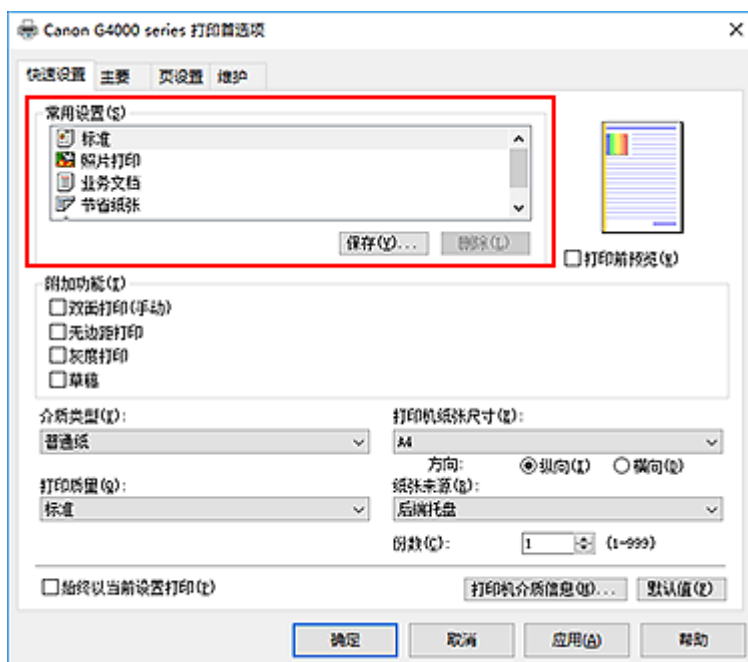 Canon G4000 series 打印首选项
快速设置 主要 页设置 维护
常用设置(S)
标准
照片打印
业务文档
节省纸张
保存(V)... 删除(L)
打印前预览(W)
附加功能(I)
双面打印(手动)
无边距打印
灰度打印
草稿
介质类型(Y): 打印机纸张尺寸(Z):
普通纸 A4
方向: 纵向(I) 横向(D)
打印质量(Q): 纸张来源(B):
标准 后端托盘
份数(C): 1 (1-999)
始终以当前设置打印(P)
打印机介质信息(M)... 默认值(F)
确定 取消 应用(A) 帮助